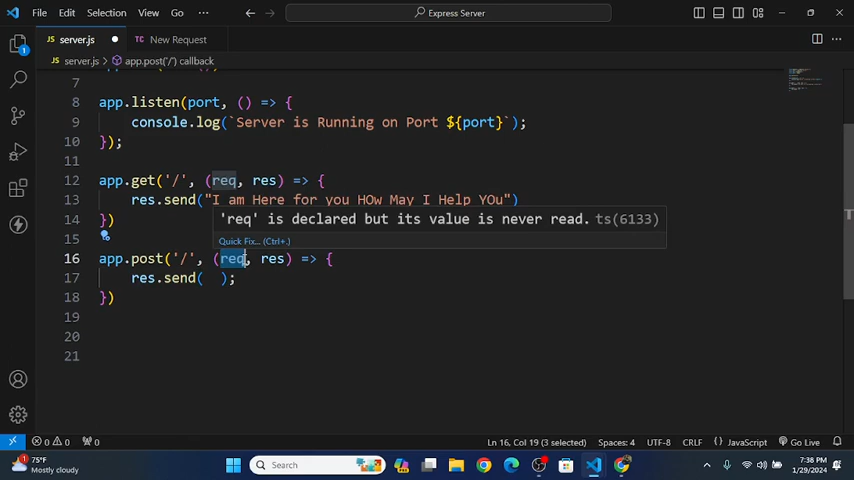 File Edit Selection View Go ··· Express Server
JS server.js New Request
JS server.js > app.post('/') callback
7
8 app.listen(port, () => {
9 console.log(`Server is Running on Port ${port}`);
10 });
11
12 app.get('/', (req, res) => {
13 res.send("I am Here for you HOw May I Help YOu")
14 })
'req' is declared but its value is never read. ts(6133)
15
Quick Fix... (Ctrl+.)
16 app.post('/', (req, res) => {
17 res.send( );
18 })
19
20
21
0 0 0 Ln 16, Col 19 (3 selected) Spaces: 4 UTF-8 CRLF {} JavaScript Go Live
75°F
Mostly cloudy
Search
7:38 PM
1/29/2024